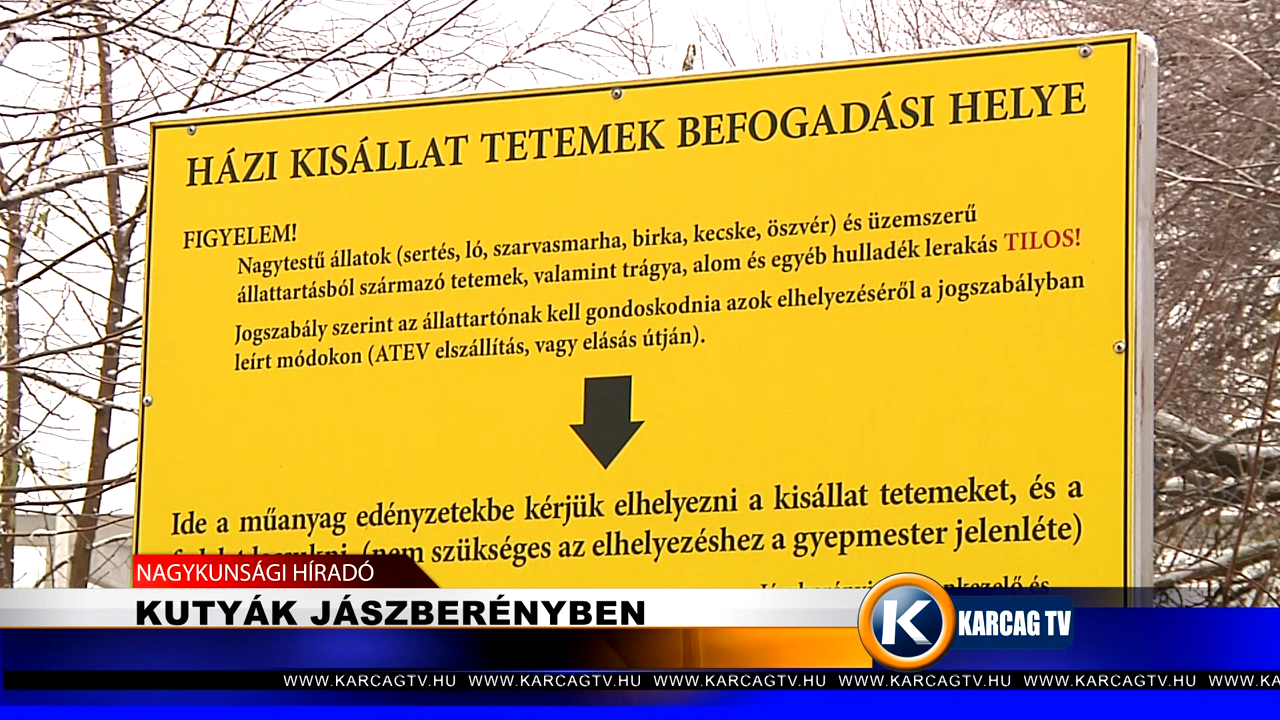 HÁZI KISÁLLAT TETEMEK BEFOGADÁSI HELYE
FIGYELEM!
Nagytestű állatok (sertés, ló, szarvasmarha, birka, kecske, öszvér) és üzemszerű
állattartásból származó tetemek, valamint trágya, alom és egyéb hulladék lerakás TILOS!
Jogszabály szerint az állattartónak kell gondoskodnia azok elhelyezéséről a jogszabályban
leírt módokon (ATEV elszállítás, vagy elásás útján).
Ide a műanyag edényzetekbe kérjük elhelyezni a kisállat tetemeket, és a
(nem szükséges az elhelyezéshez a gyepmester jelenléte)
NAGYKUNSÁGI HÍRADÓ
KUTYÁK JÁSZBERÉNYBEN
K KARCAG TV
WWW.KARCAGTV.HU WWW.KARCAGTV.HU WWW.KARCAGTV.HU WWW.KARCAGTV.HU WWW.KARCAGTV.HU WWW.K